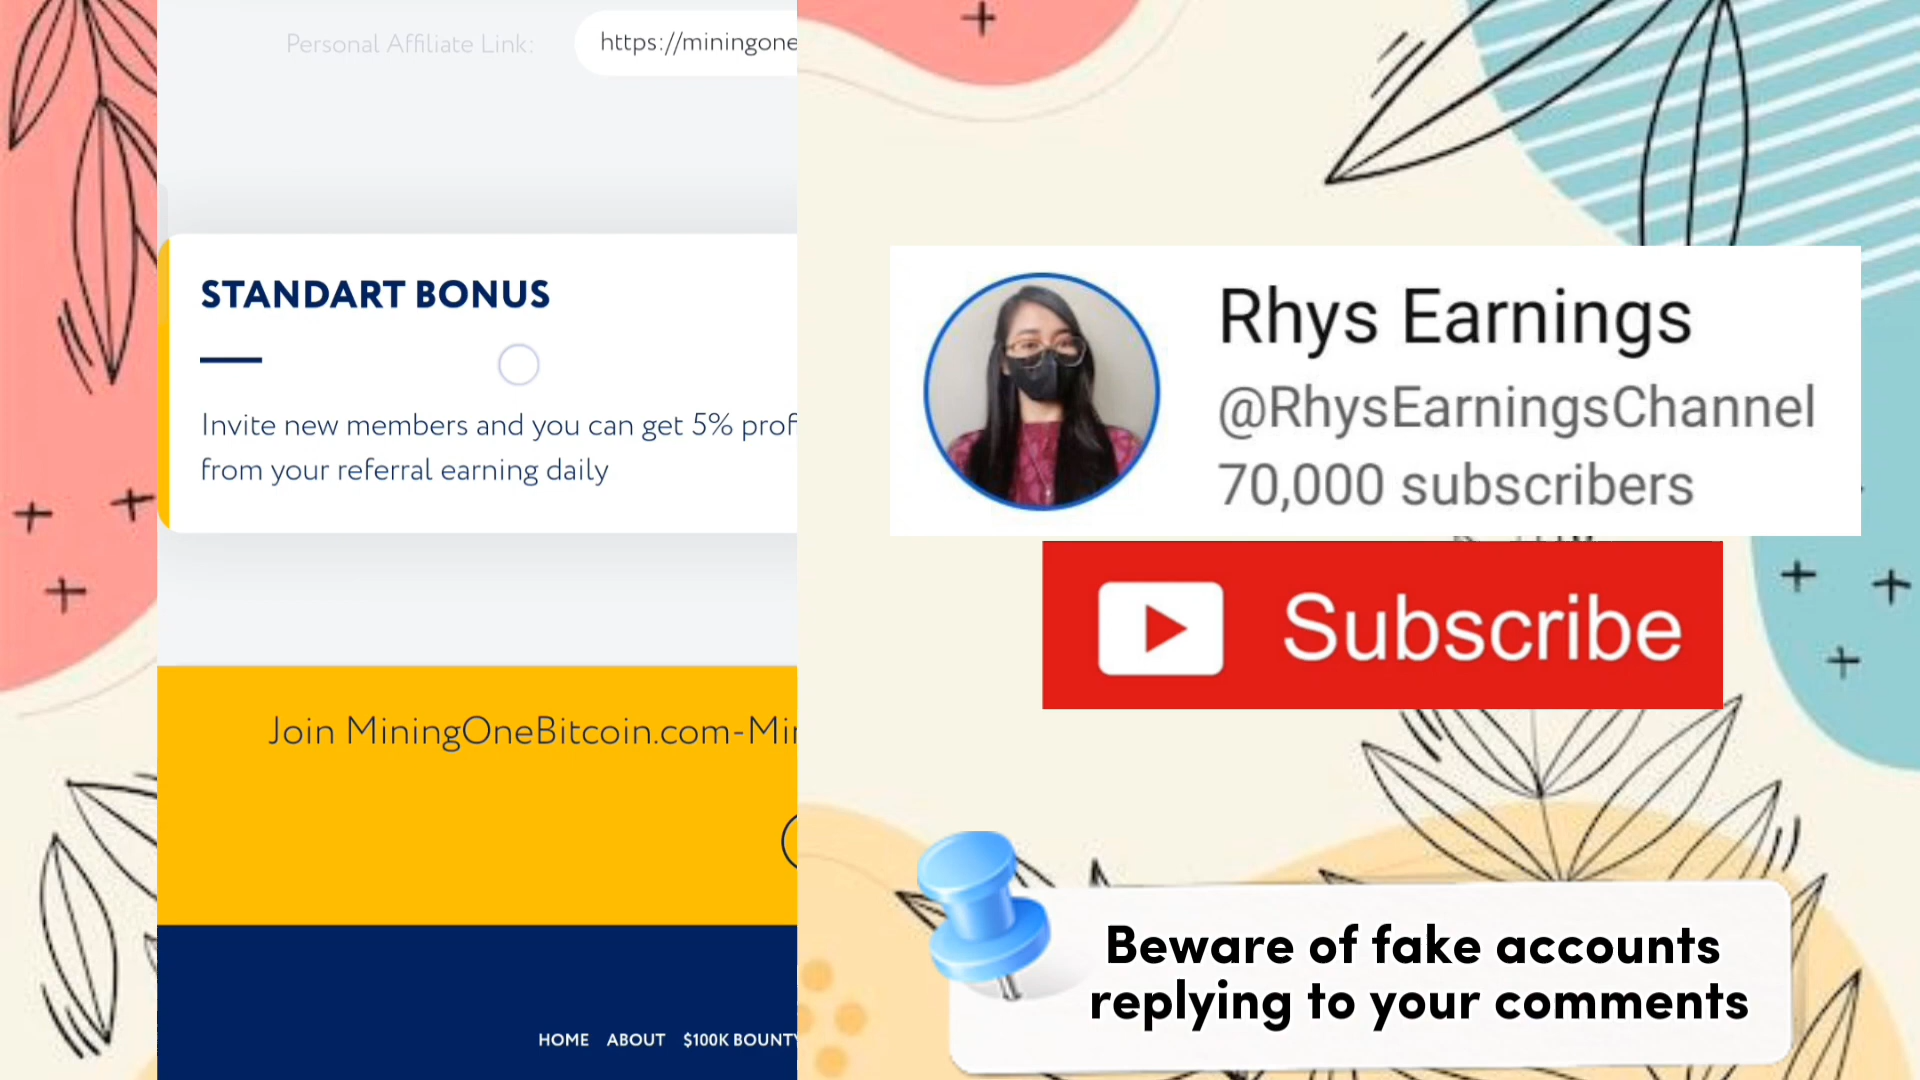 Personal Affiliate Link:
https://miningone
STANDART BONUS
Invite new members and you can get 5% prof
from your referral earning daily
Join MiningOneBitcoin.com-Min
HOME ABOUT $100K BOUNTY
Rhys Earnings
@RhysEarningsChannel
70,000 subscribers
Subscribe
Beware of fake accounts
replying to your comments